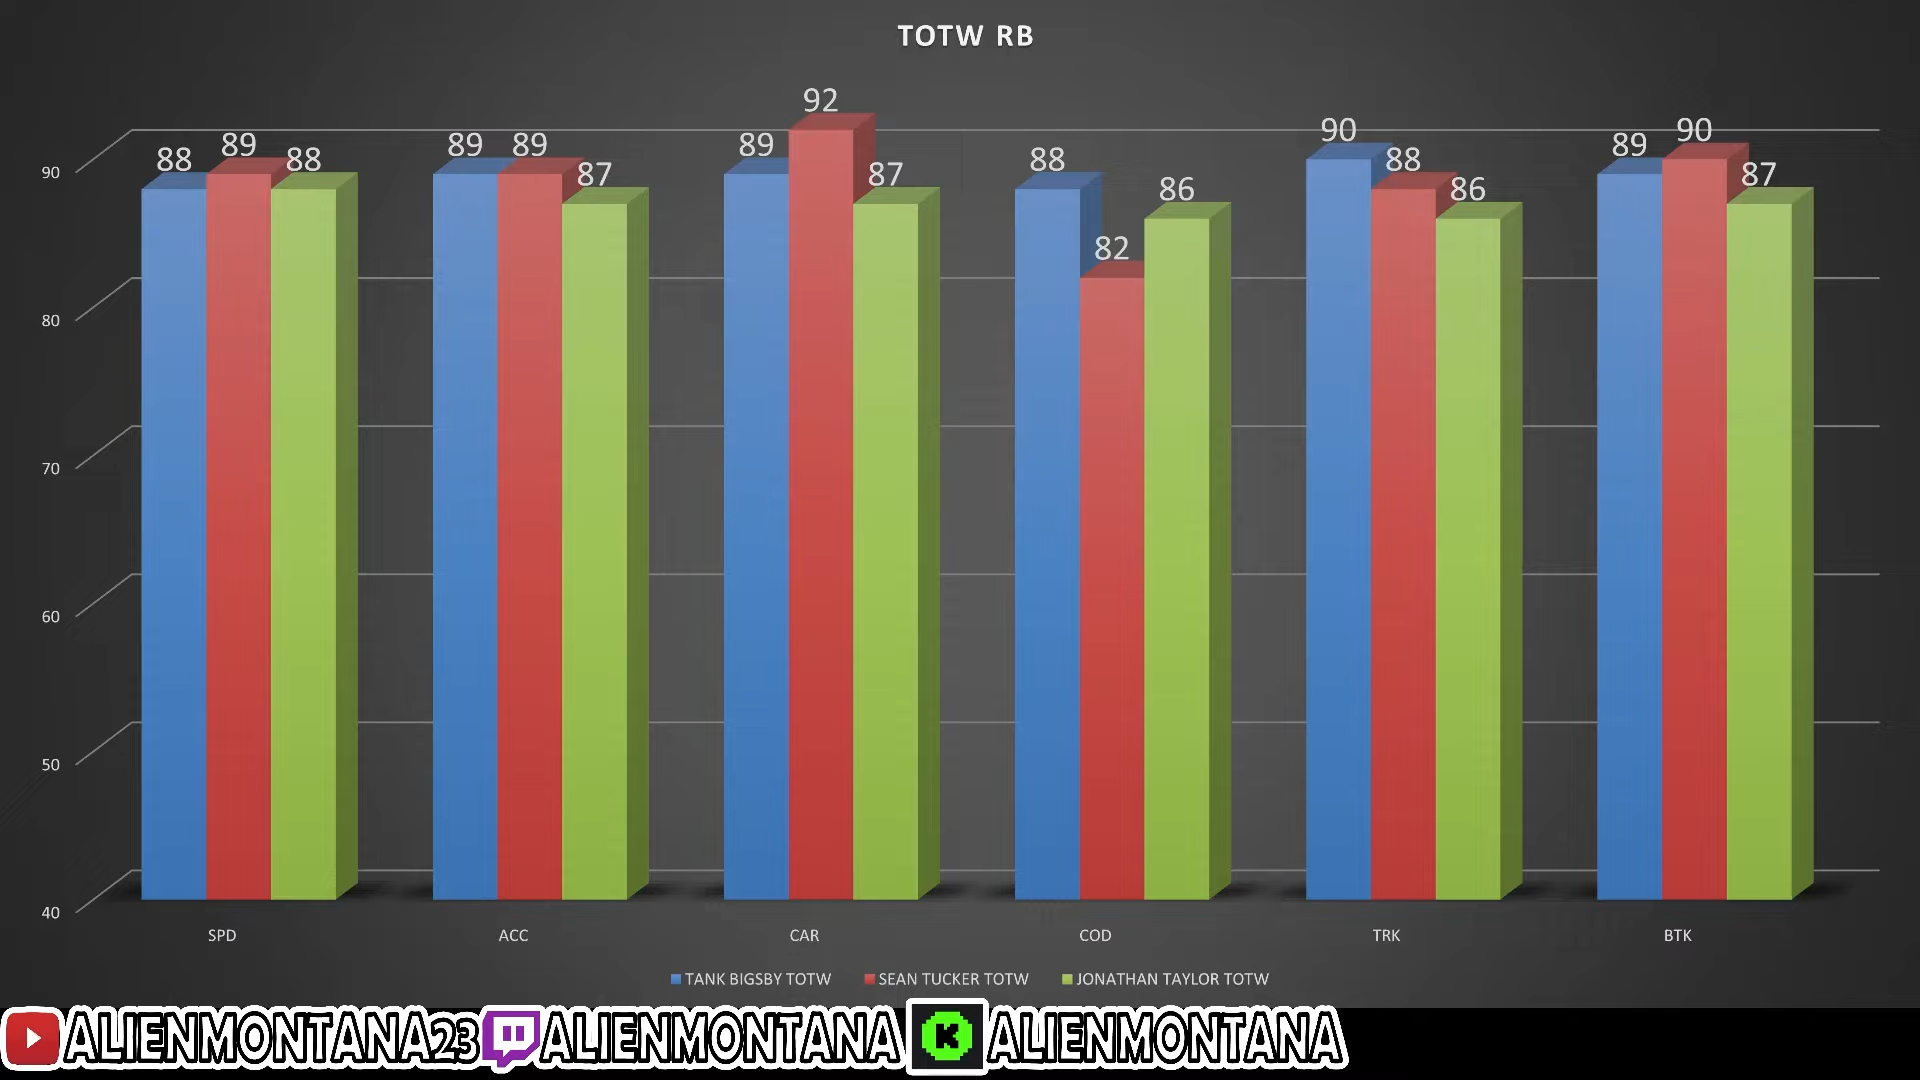 TOTW RB
92
89 89 89 89 90 90
88 88 87 87 88 86 88 86 89 87
82
90
80
70
60
50
40
SPD ACC CAR COD TRK BTK
TANK BIGSBY TOTW SEAN TUCKER TOTW JONATHAN TAYLOR TOTW
ALIENMONTANA23 ALIENMONTANA K ALIENMONTANA